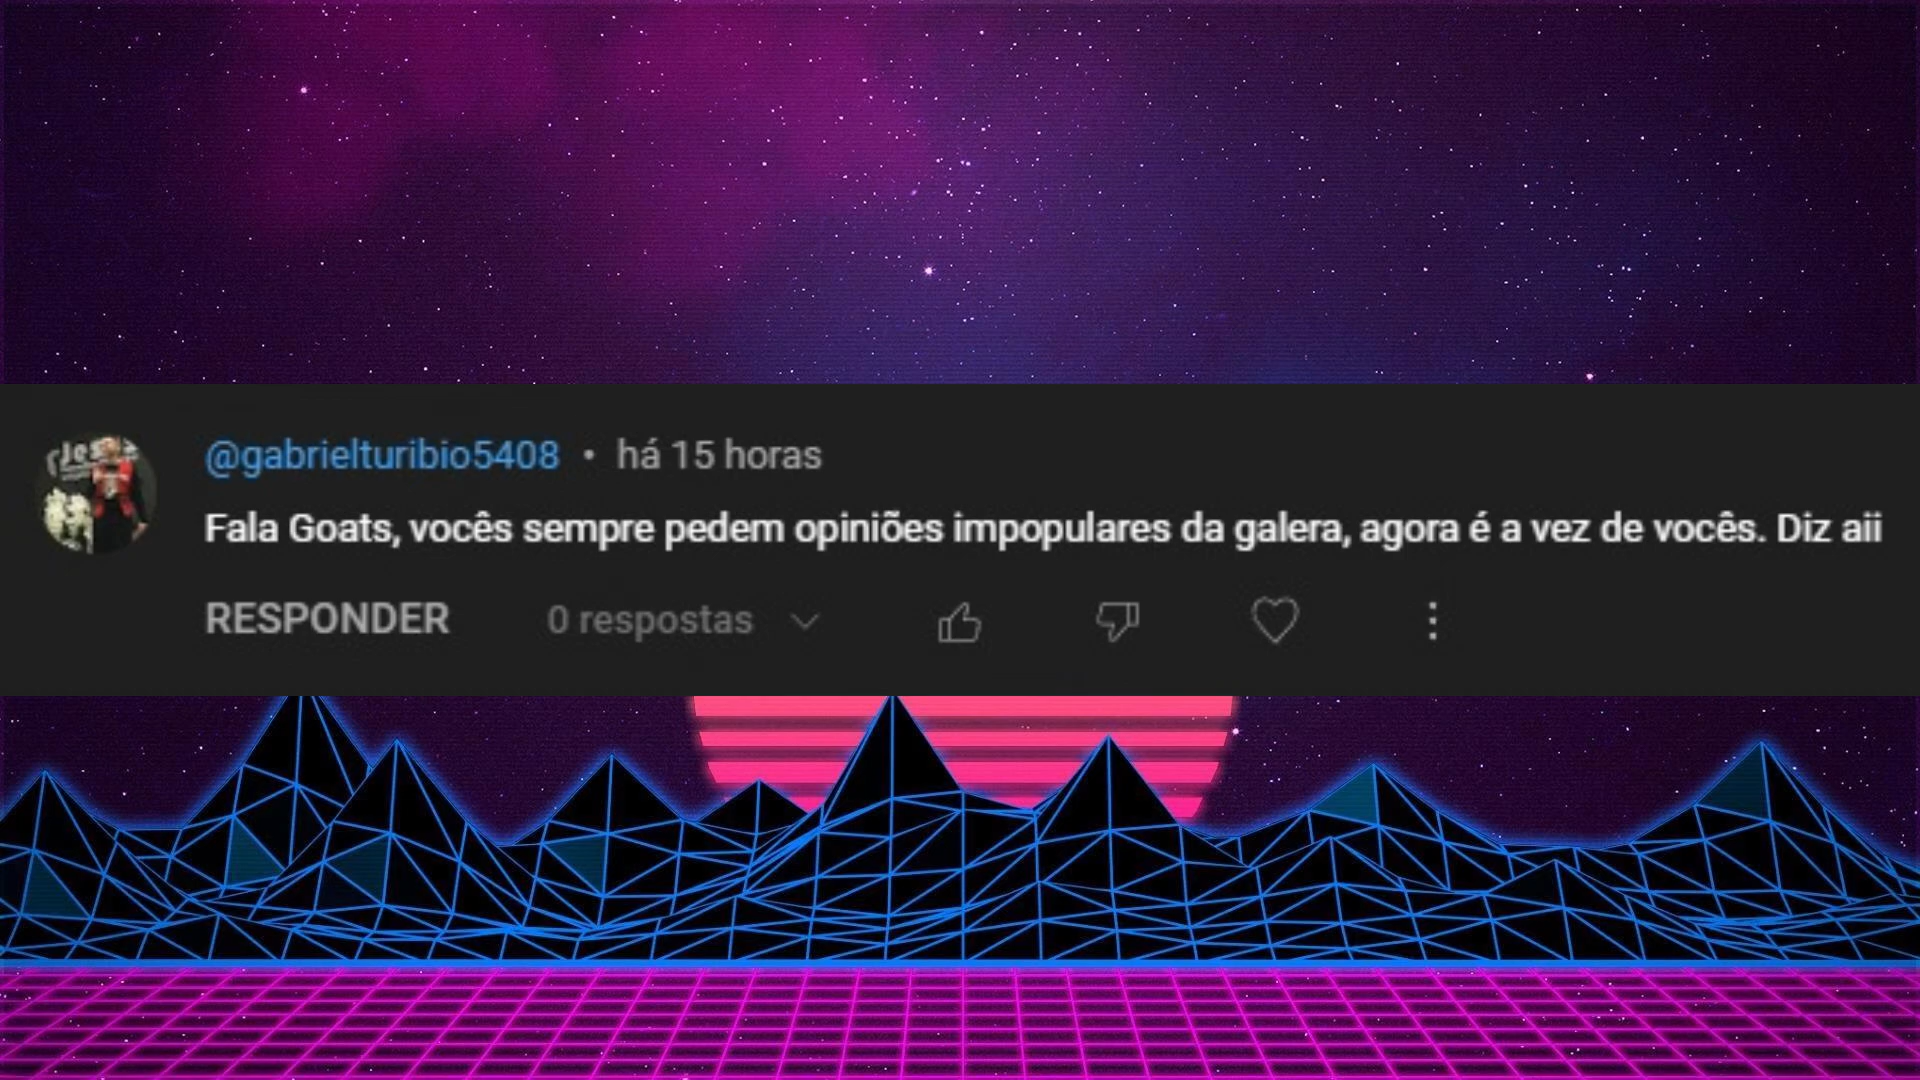 @gabrielturibio5408 • há 15 horas
Fala Goats, vocês sempre pedem opiniões impopulares da galera, agora é a vez de vocês. Diz aii
RESPONDER 0 respostas